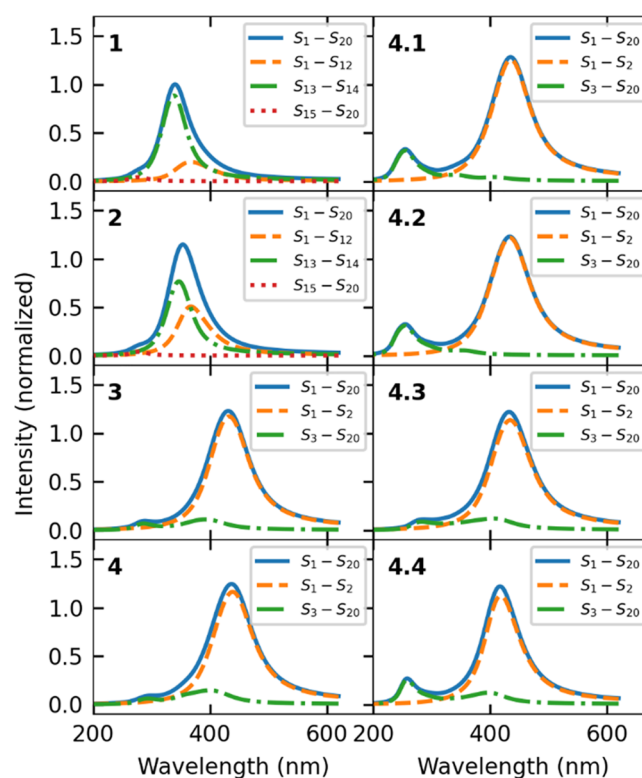 1
1.5
1.0
0.5
0.0
S₁ − S₂₀
S₁ − S₁₂
S₁₃ − S₁₄
S₁₅ − S₂₀
4.1
S₁ − S₂₀
S₁ − S₂
S₃ − S₂₀
2
1.5
1.0
0.5
0.0
S₁ − S₂₀
S₁ − S₁₂
S₁₃ − S₁₄
S₁₅ − S₂₀
4.2
S₁ − S₂₀
S₁ − S₂
S₃ − S₂₀
Intensity (normalized)
3
1.5
1.0
0.5
0.0
S₁ − S₂₀
S₁ − S₂
S₃ − S₂₀
4.3
S₁ − S₂₀
S₁ − S₂
S₃ − S₂₀
4
1.5
1.0
0.5
0.0
S₁ − S₂₀
S₁ − S₂
S₃ − S₂₀
4.4
S₁ − S₂₀
S₁ − S₂
S₃ − S₂₀
200 400 600
200 400 600
Wavelength (nm)
Wavelength (nm)